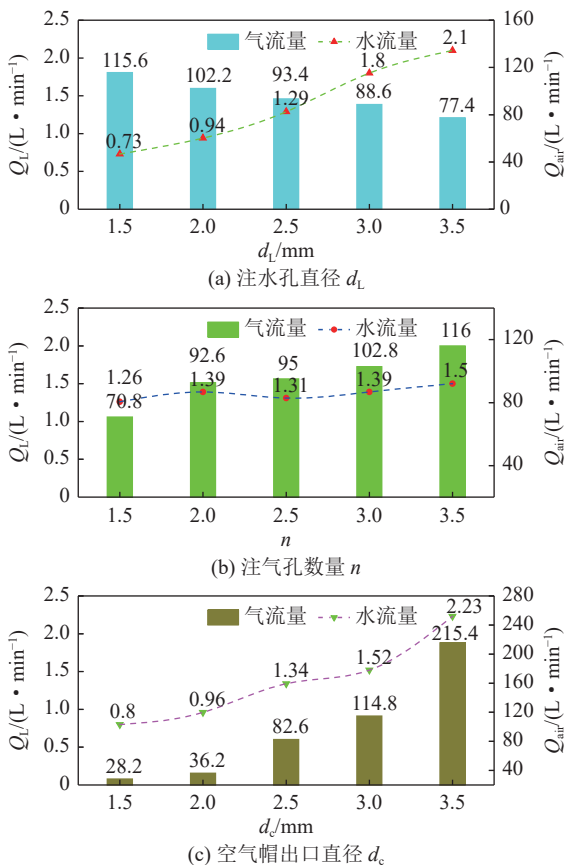 气流量 水流量
2.5 160
2.0 120
1.5 80
1.0 40
0.5 0
0
Q_L/(L·min⁻¹)
Q_air/(L·min⁻¹)
115.6 102.2 93.4 88.6 77.4
0.73 0.94 1.29 1.8 2.1
1.5 2.0 2.5 3.0 3.5
d_L/mm
(a) 注水孔直径 d_L
气流量 水流量
2.5
2.0 120
1.5 80
1.0 40
0.5
0
Q_L/(L·min⁻¹)
Q_air/(L·min⁻¹)
70.8 92.6 95 102.8 116
1.26 1.39 1.31 1.39 1.5
1.5 2.0 2.5 3.0 3.5
n
(b) 注气孔数量 n
气流量 水流量
2.5 280
2.0 240
1.5 200
1.0 160
0.5 120
0 80
40
Q_L/(L·min⁻¹)
Q_air/(L·min⁻¹)
28.2 36.2 82.6 114.8 215.4
0.8 0.96 1.34 1.52 2.23
1.5 2.0 2.5 3.0 3.5
d_c/mm
(c) 空气帽出口直径 d_c